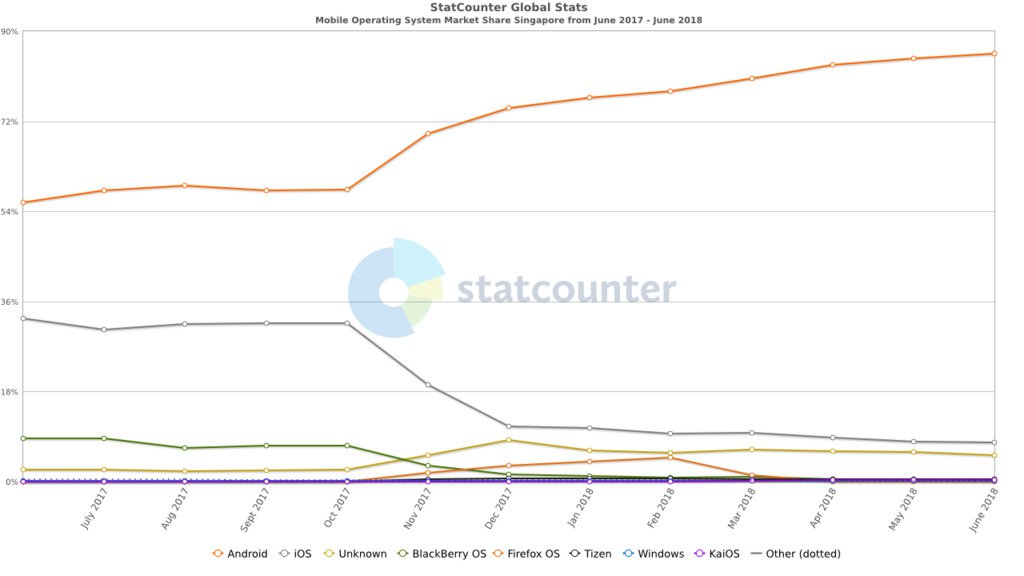 StatCounter Global Stats
Mobile Operating System Market Share Singapore from June 2017 - June 2018
90%
72%
54%
36%
18%
0%
statcounter
July 2017
Aug 2017
Sept 2017
Oct 2017
Nov 2017
Dec 2017
Jan 2018
Feb 2018
Mar 2018
Apr 2018
May 2018
June 2018
Android iOS Unknown BlackBerry OS Firefox OS Tizen Windows KaiOS Other (dotted)